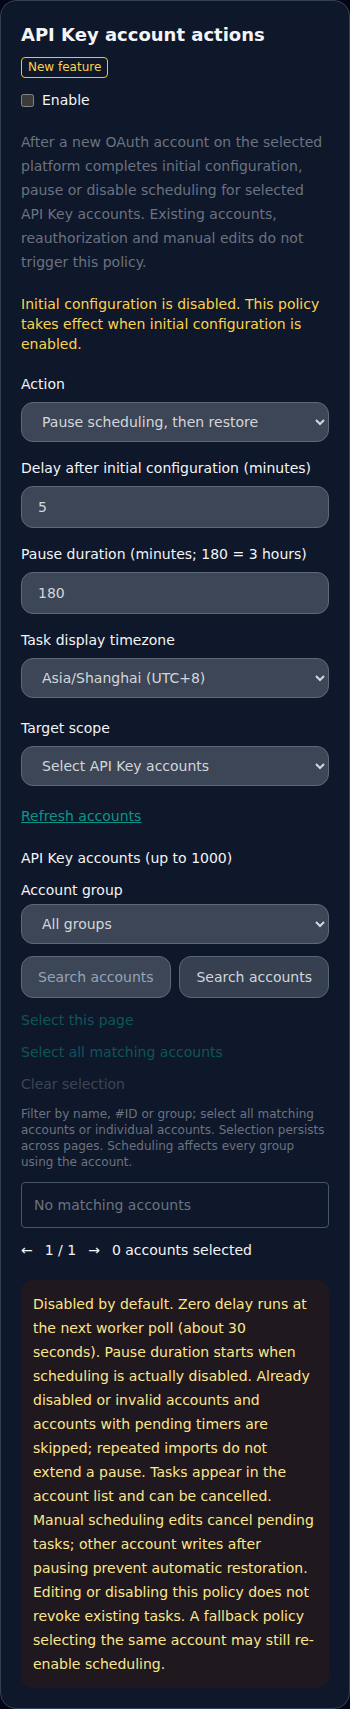 API Key account actions
New feature
Enable
After a new OAuth account on the selected
platform completes initial configuration,
pause or disable scheduling for selected
API Key accounts. Existing accounts,
reauthorization and manual edits do not
trigger this policy.
Initial configuration is disabled. This policy
takes effect when initial configuration is
enabled.
Action
Pause scheduling, then restore
Delay after initial configuration (minutes)
5
Pause duration (minutes; 180 = 3 hours)
180
Task display timezone
Asia/Shanghai (UTC+8)
Target scope
Select API Key accounts
Refresh accounts
API Key accounts (up to 1000)
Account group
All groups
Search accounts Search accounts
Select this page
Select all matching accounts
Clear selection
Filter by name, #ID or group; select all matching
accounts or individual accounts. Selection persists
across pages. Scheduling affects every group
using the account.
No matching accounts
← 1 / 1 → 0 accounts selected
Disabled by default. Zero delay runs at
the next worker poll (about 30
seconds). Pause duration starts when
scheduling is actually disabled. Already
disabled or invalid accounts and
accounts with pending timers are
skipped; repeated imports do not
extend a pause. Tasks appear in the
account list and can be cancelled.
Manual scheduling edits cancel pending
tasks; other account writes after
pausing prevent automatic restoration.
Editing or disabling this policy does not
revoke existing tasks. A fallback policy
selecting the same account may still re-
enable scheduling.